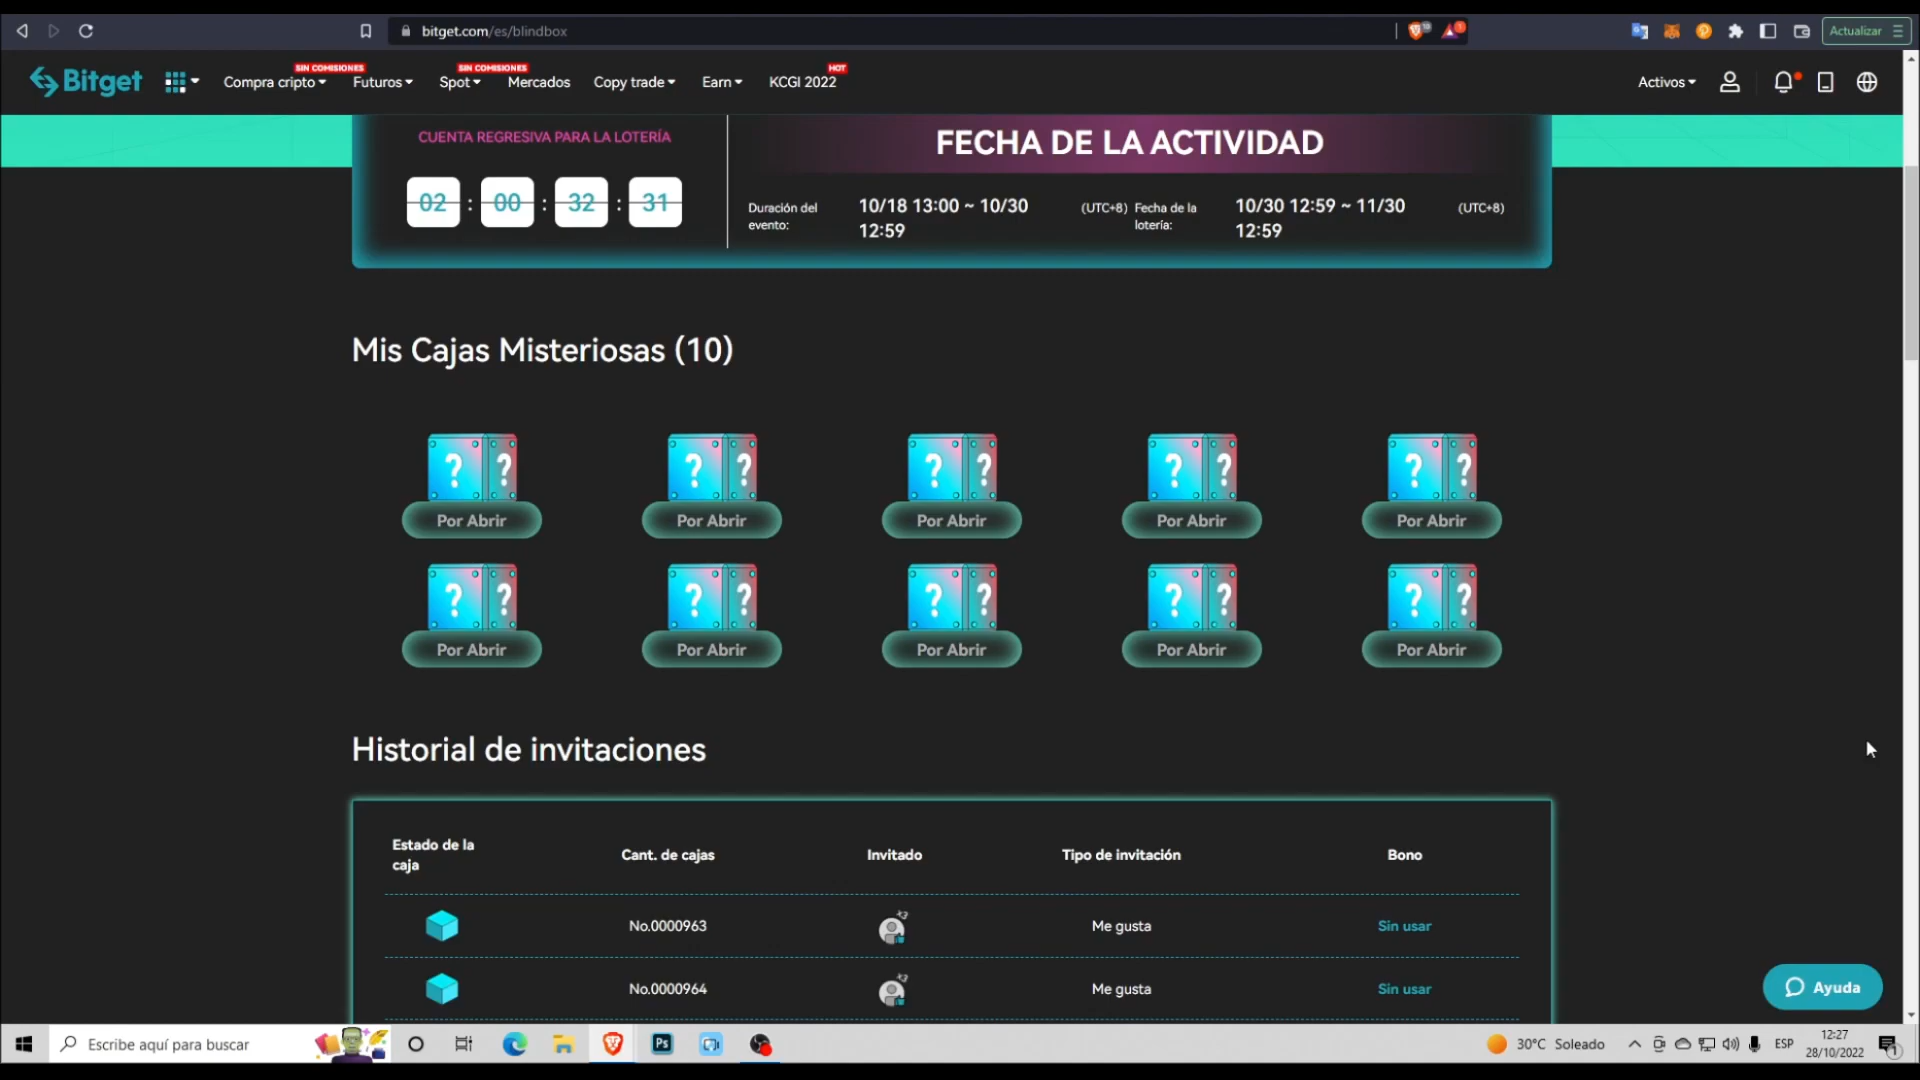 bitget.com/es/blindbox
Actualizar
Bitget
Compra cripto
SIN COMISIONES
Futuros
Spot
SIN COMISIONES
Mercados
Copy trade
Earn
KCGI 2022
HOT
Activos
CUENTA REGRESIVA PARA LA LOTERÍA
02 : 00 : 32 : 31
FECHA DE LA ACTIVIDAD
Duración del
evento:
10/18 13:00 ~ 10/30
12:59
(UTC+8)
Fecha de la
lotería:
10/30 12:59 ~ 11/30
12:59
(UTC+8)
Mis Cajas Misteriosas (10)
? ? ? ? ? ? ? ? ? ?
Por Abrir Por Abrir Por Abrir Por Abrir Por Abrir
? ? ? ? ? ? ? ? ? ?
Por Abrir Por Abrir Por Abrir Por Abrir Por Abrir
Historial de invitaciones
Estado de la
caja
Cant. de cajas
Invitado
Tipo de invitación
Bono
No.0000963 Me gusta Sin usar
No.0000964 Me gusta Sin usar
Ayuda
Escribe aquí para buscar
Ps
30°C Soleado
ESP
12:27
28/10/2022
1